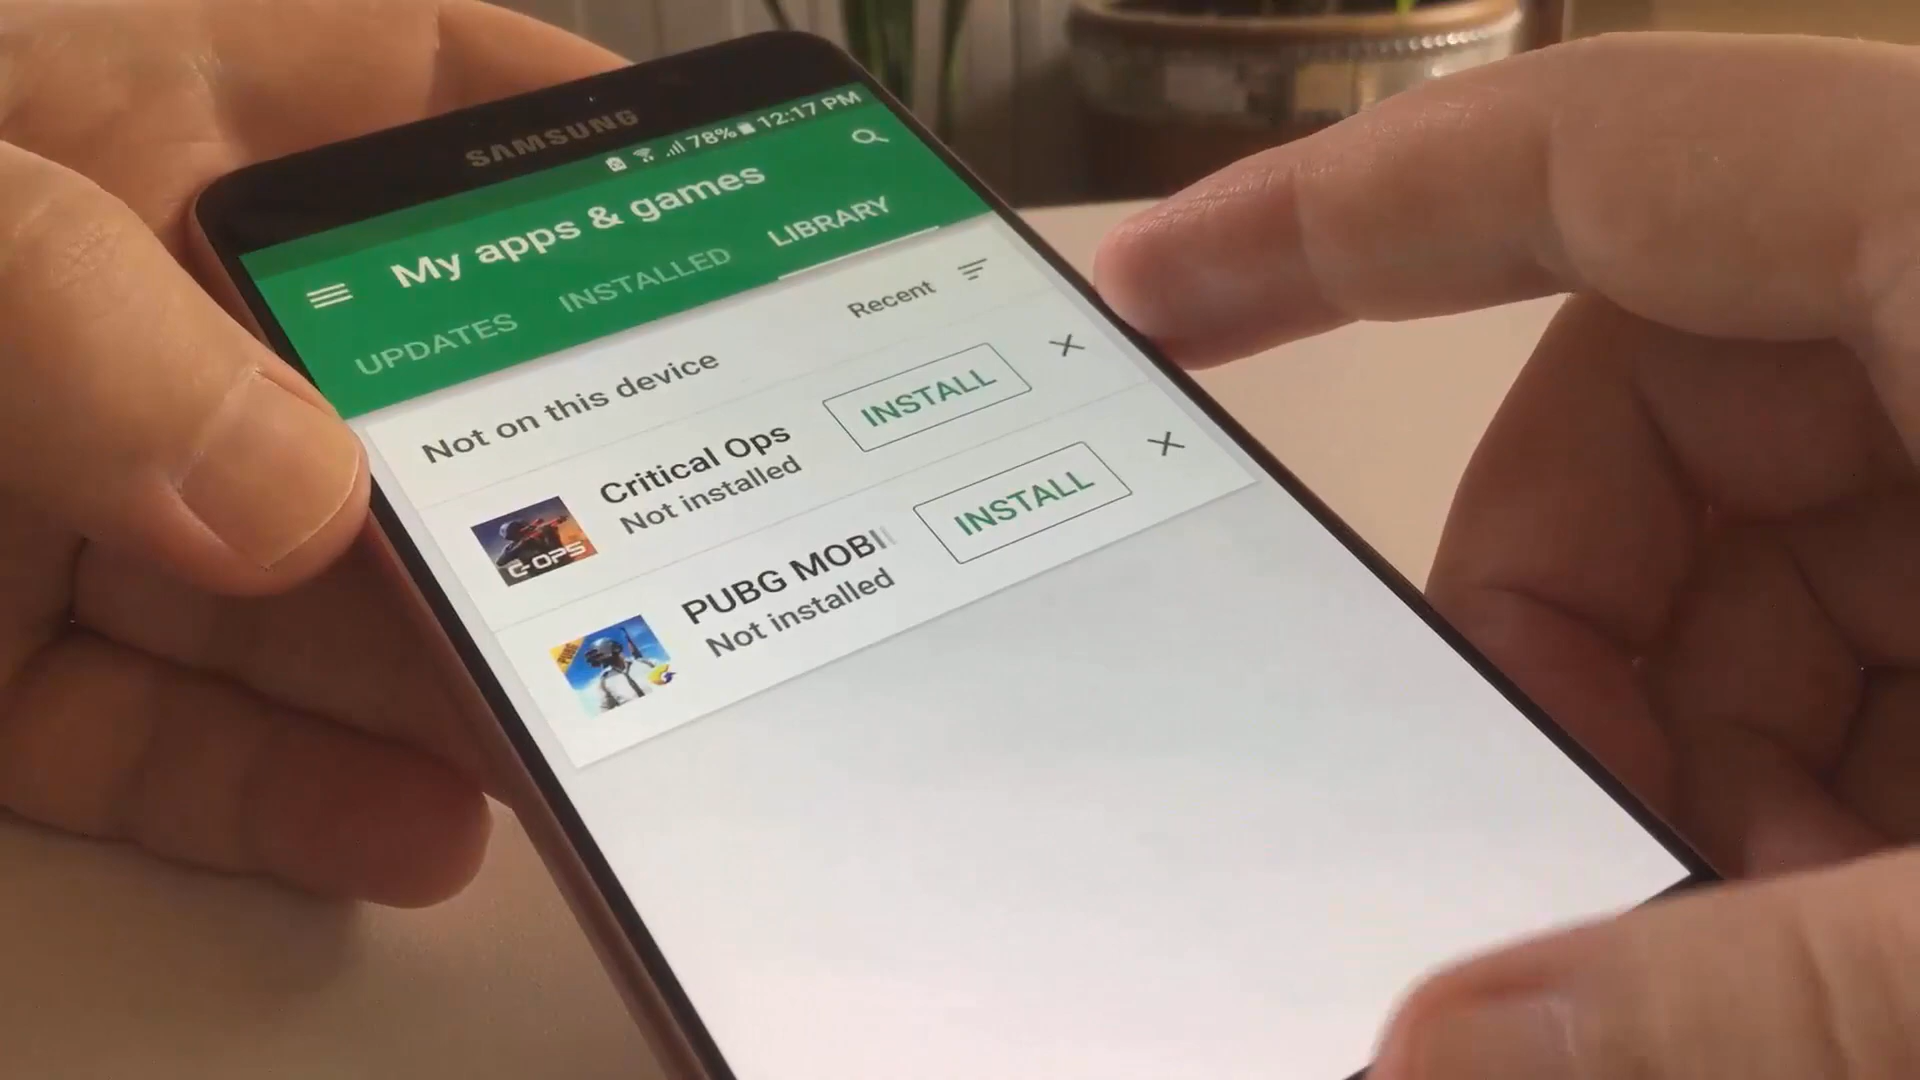 SAMSUNG
78% 12:17 PM
My apps & games
UPDATES INSTALLED LIBRARY
Recent
Not on this device
Critical Ops
Not installed
INSTALL
C-OPS
PUBG MOBI
Not installed
INSTALL
PUBG